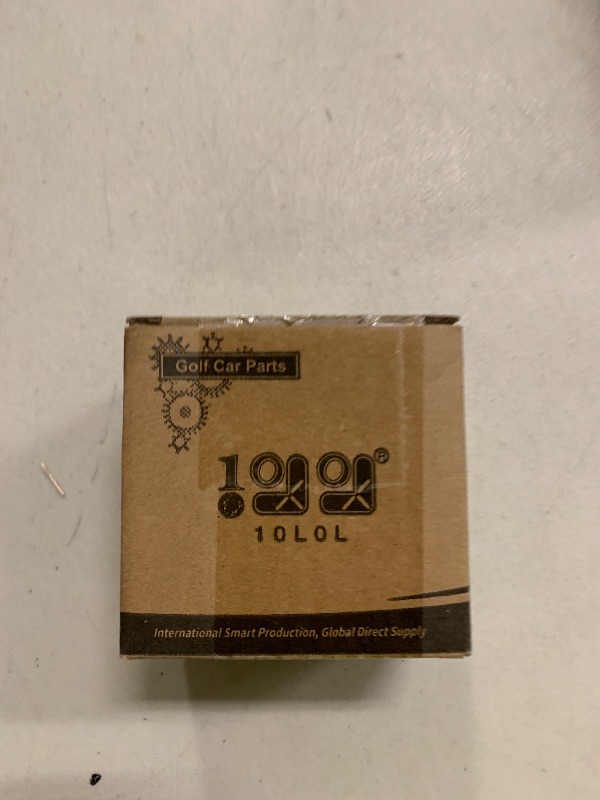 Golf Car Parts
10L0L
International Smart Production, Global Direct Supply